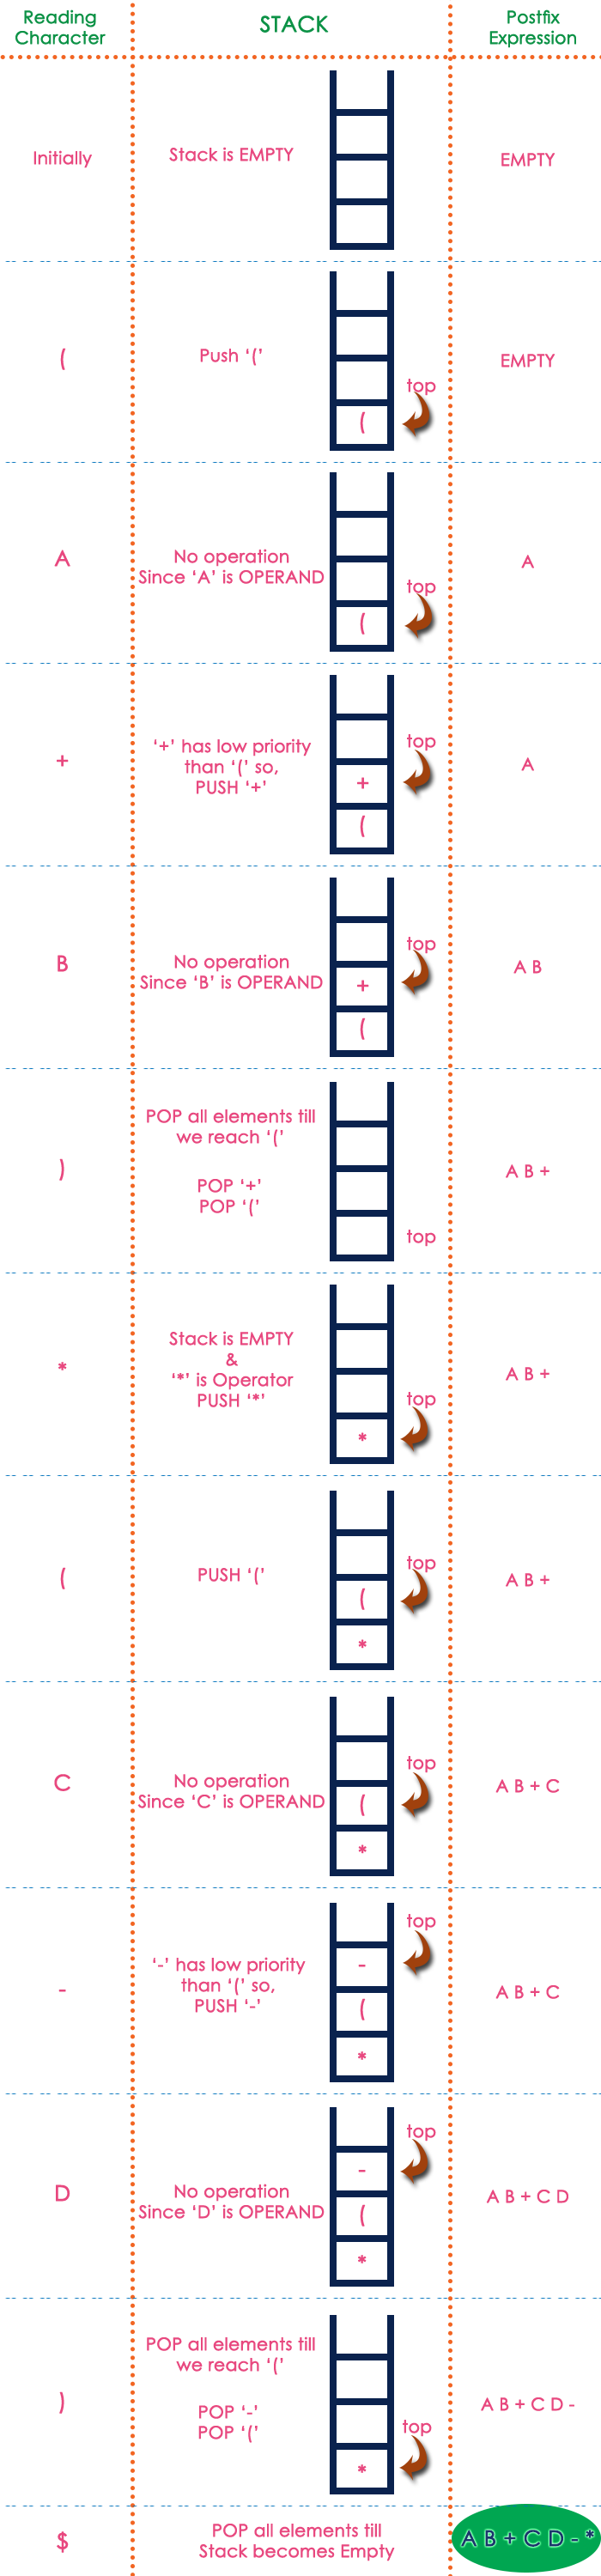 Reading
Character
STACK
Postfix
Expression
Initially
Stack is EMPTY
EMPTY
(
Push ‘(’
top
(
EMPTY
A
No operation
Since ‘A’ is OPERAND
top
(
A
+
‘+’ has low priority
than ‘(’ so,
PUSH ‘+’
top
+
(
A
B
No operation
Since ‘B’ is OPERAND
top
+
(
A B
)
POP all elements till
we reach ‘(’
POP ‘+’
POP ‘(’
top
A B +
*
Stack is EMPTY
&
‘*’ is Operator
PUSH ‘*’
top
*
A B +
(
PUSH ‘(’
top
(
*
A B +
C
No operation
Since ‘C’ is OPERAND
top
(
*
A B + C
-
‘-’ has low priority
than ‘(’ so,
PUSH ‘-’
top
-
(
*
A B + C
D
No operation
Since ‘D’ is OPERAND
top
-
(
*
A B + C D
)
POP all elements till
we reach ‘(’
POP ‘-’
POP ‘(’
top
*
A B + C D -
$
POP all elements till
Stack becomes Empty
A B + C D - *